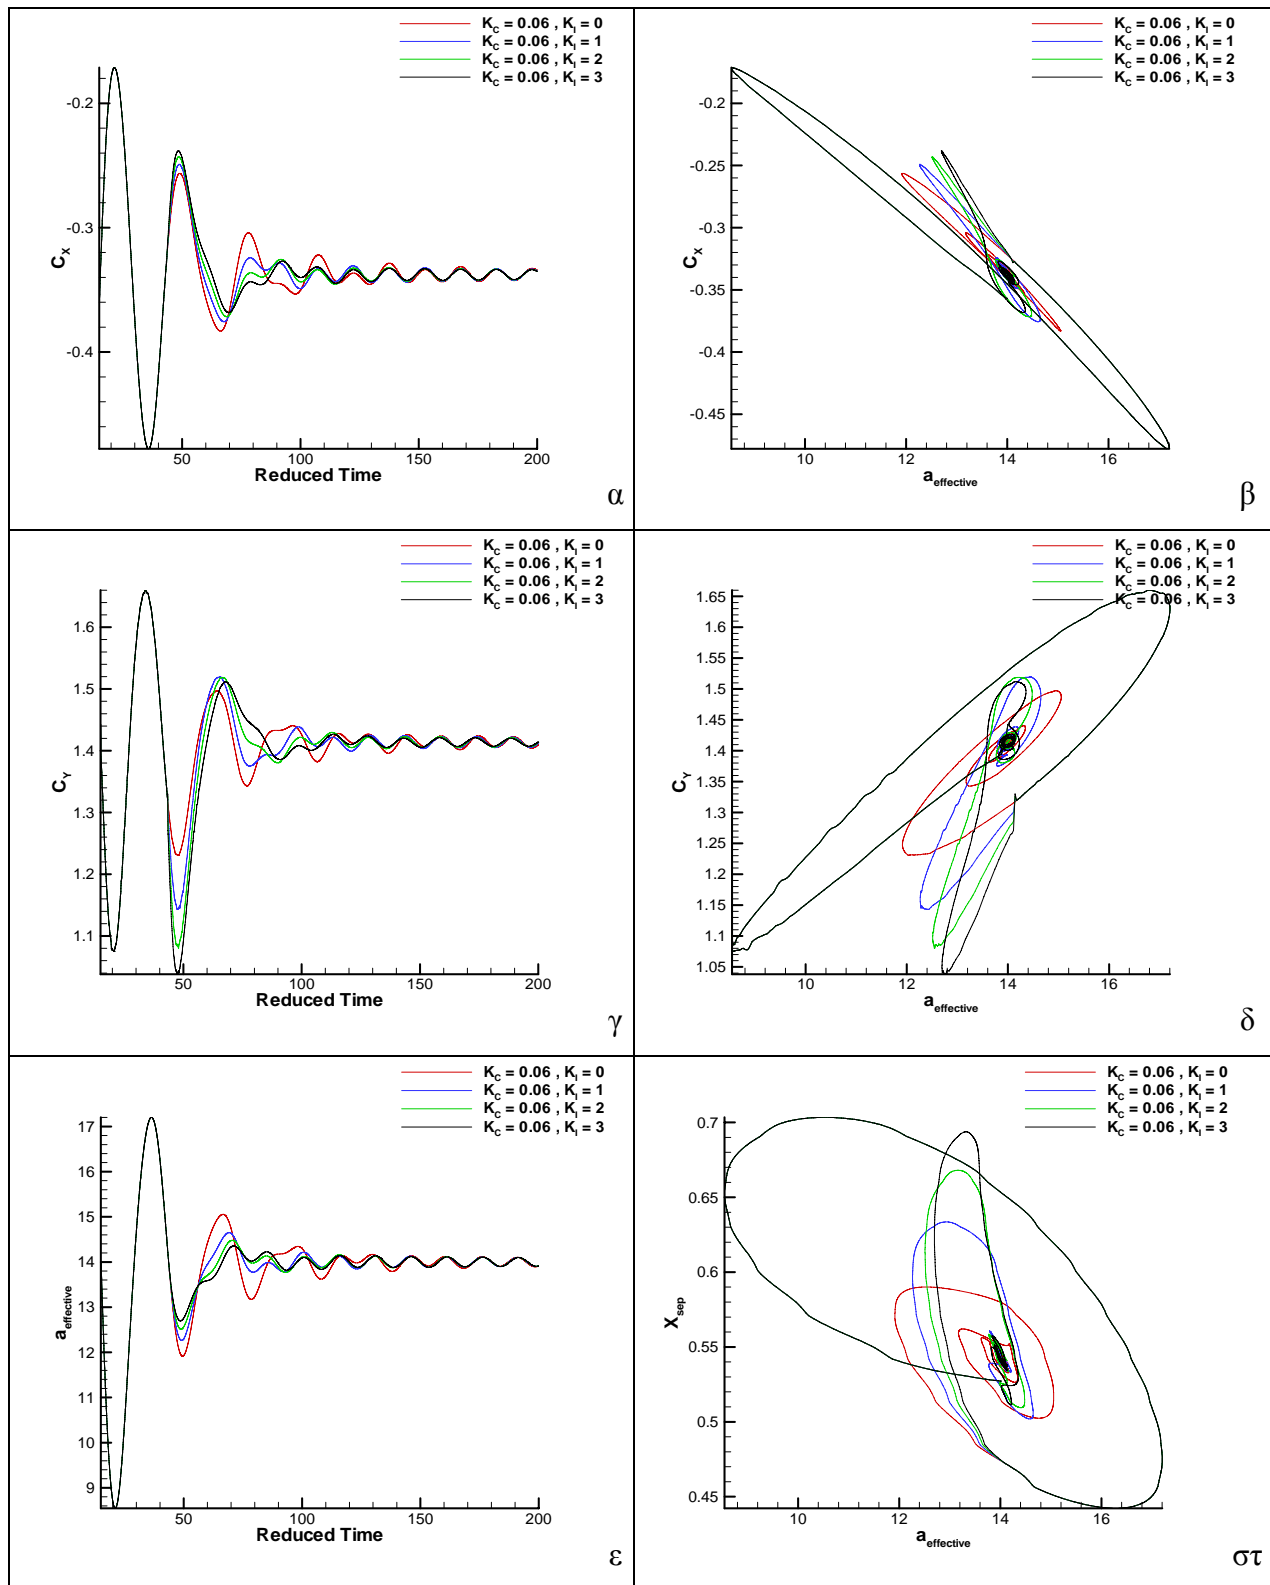 K_C = 0.06 , K_I = 0
K_C = 0.06 , K_I = 1
K_C = 0.06 , K_I = 2
K_C = 0.06 , K_I = 3
-0.2
-0.3
-0.4
C_X
50 100 150 200
Reduced Time
α
K_C = 0.06 , K_I = 0
K_C = 0.06 , K_I = 1
K_C = 0.06 , K_I = 2
K_C = 0.06 , K_I = 3
-0.2
-0.25
-0.3
-0.35
-0.4
-0.45
C_X
10 12 14 16
a_effective
β
K_C = 0.06 , K_I = 0
K_C = 0.06 , K_I = 1
K_C = 0.06 , K_I = 2
K_C = 0.06 , K_I = 3
1.6
1.5
1.4
1.3
1.2
1.1
C_Y
50 100 150 200
Reduced Time
γ
K_C = 0.06 , K_I = 0
K_C = 0.06 , K_I = 1
K_C = 0.06 , K_I = 2
K_C = 0.06 , K_I = 3
1.65
1.6
1.55
1.5
1.45
1.4
1.35
1.3
1.25
1.2
1.15
1.1
1.05
C_Y
10 12 14 16
a_effective
δ
K_C = 0.06 , K_I = 0
K_C = 0.06 , K_I = 1
K_C = 0.06 , K_I = 2
K_C = 0.06 , K_I = 3
17
16
15
14
13
12
11
10
9
a_effective
50 100 150 200
Reduced Time
ε
K_C = 0.06 , K_I = 0
K_C = 0.06 , K_I = 1
K_C = 0.06 , K_I = 2
K_C = 0.06 , K_I = 3
0.7
0.65
0.6
0.55
0.5
0.45
X_sep
10 12 14 16
a_effective
στ